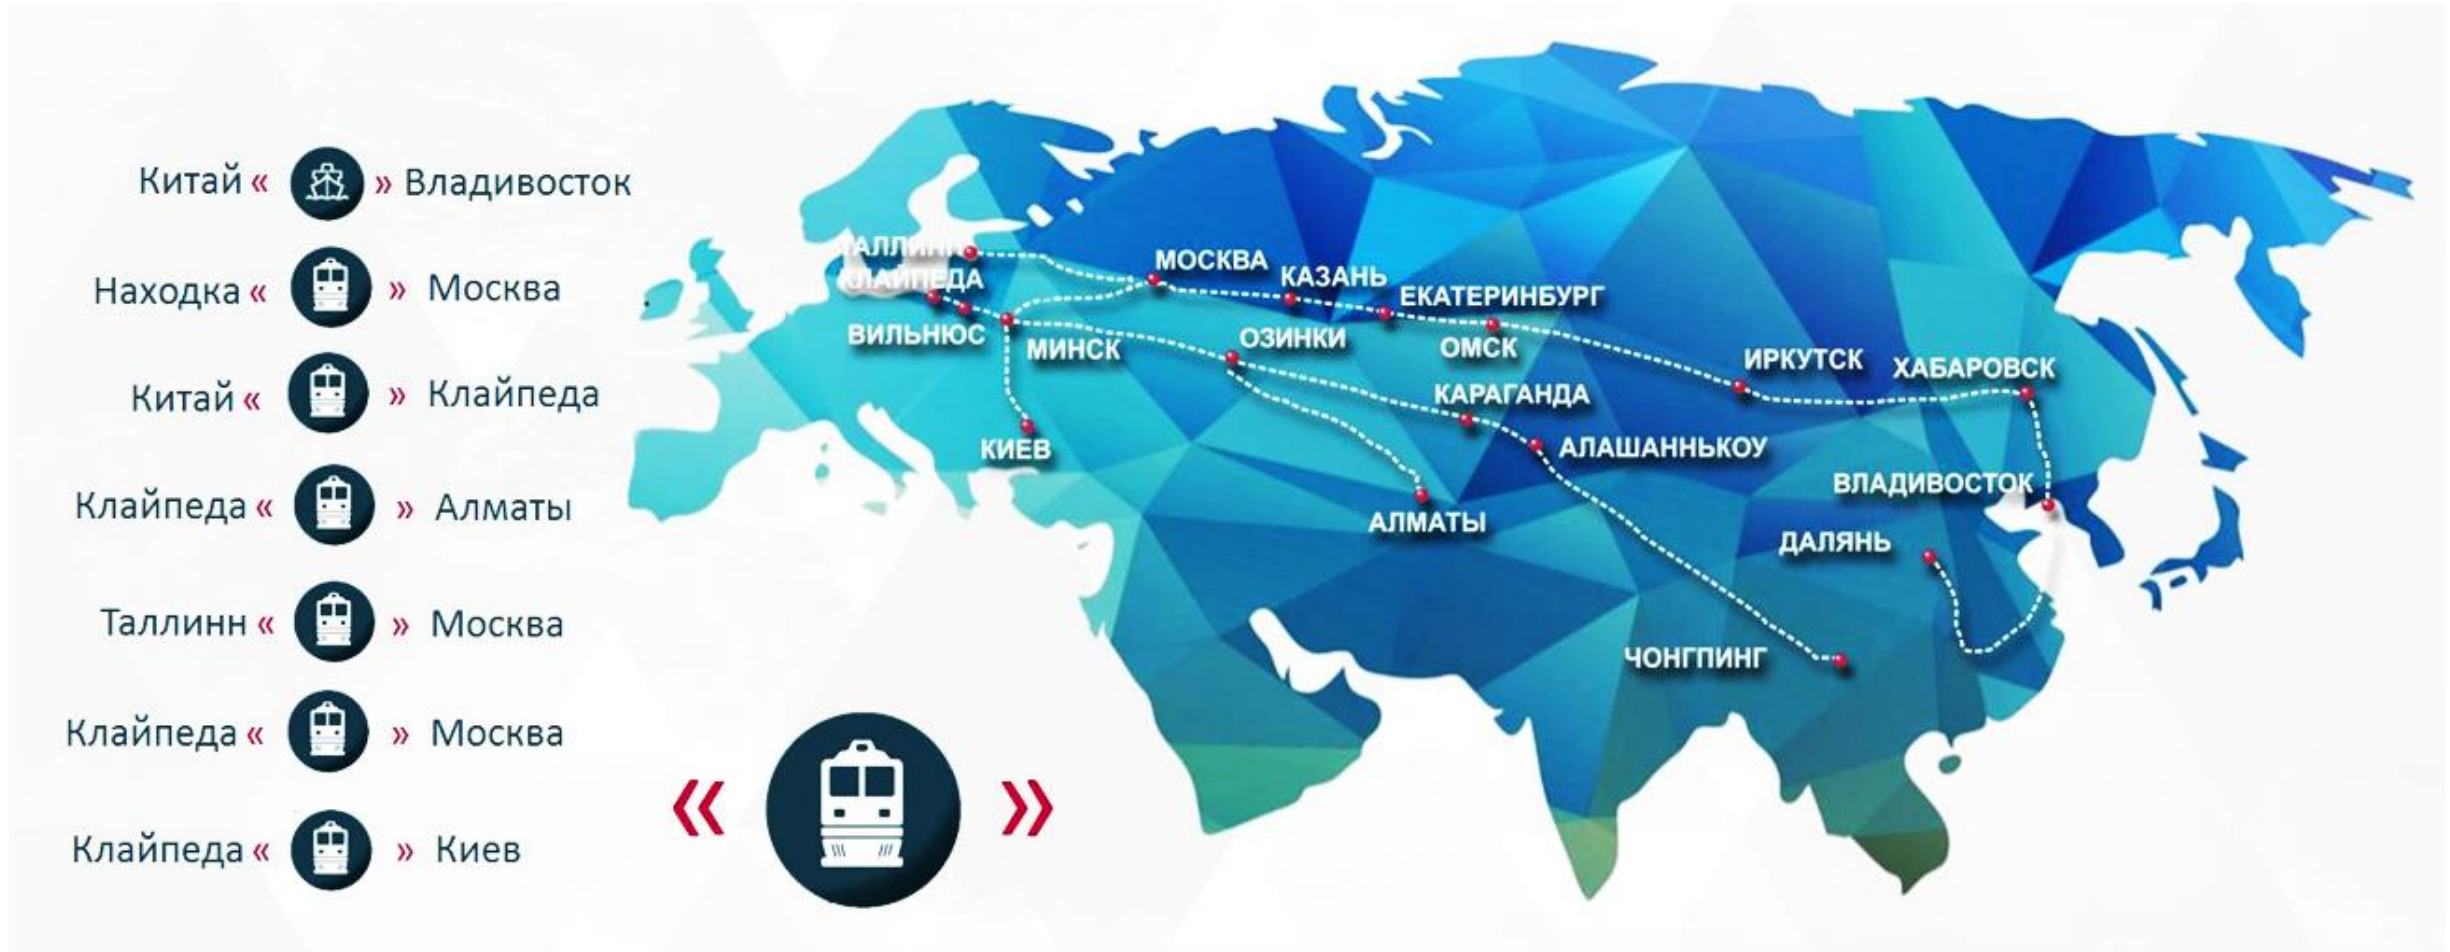 Китай « » Владивосток
Находка « » Москва
Китай « » Клайпеда
Клайпеда « » Алматы
Таллинн « » Москва
Клайпеда « » Москва
Клайпеда « » Киев
« »
ТАЛЛИНН
КЛАЙПЕДА
ВИЛЬНЮС
МИНСК
КИЕВ
МОСКВА
КАЗАНЬ
ЕКАТЕРИНБУРГ
ОЗИНКИ
ОМСК
КАРАГАНДА
АЛАШАННЬКОУ
АЛМАТЫ
ИРКУТСК
ХАБАРОВСК
ВЛАДИВОСТОК
ДАЛЯНЬ
ЧОНГПИНГ